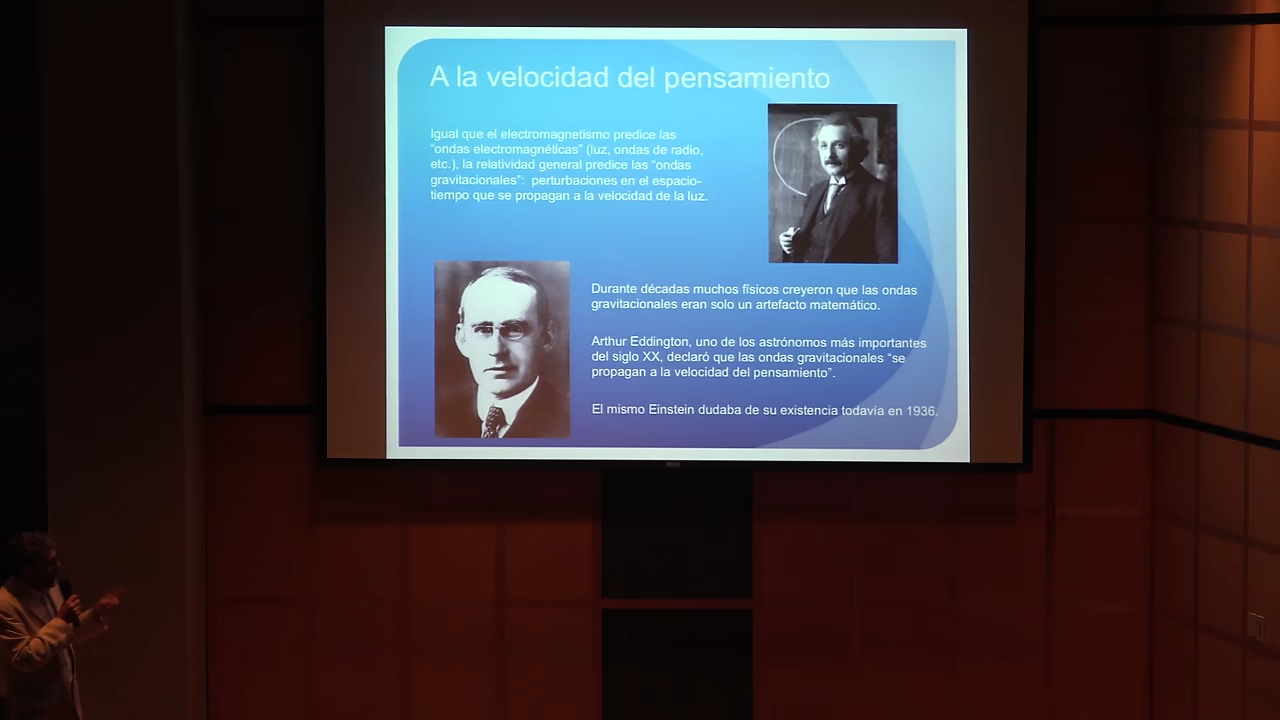 A la velocidad del pensamiento
Igual que el electromagnetismo predice las
“ondas electromagnéticas” (luz, ondas de radio,
etc.), la relatividad general predice las “ondas
gravitacionales”:  perturbaciones en el espacio-
tiempo que se propagan a la velocidad de la luz.
Durante décadas muchos físicos creyeron que las ondas
gravitacionales eran solo un artefacto matemático.
Arthur Eddington, uno de los astrónomos más importantes
del siglo XX, declaró que las ondas gravitacionales “se
propagan a la velocidad del pensamiento”.
El mismo Einstein dudaba de su existencia todavía en 1936.